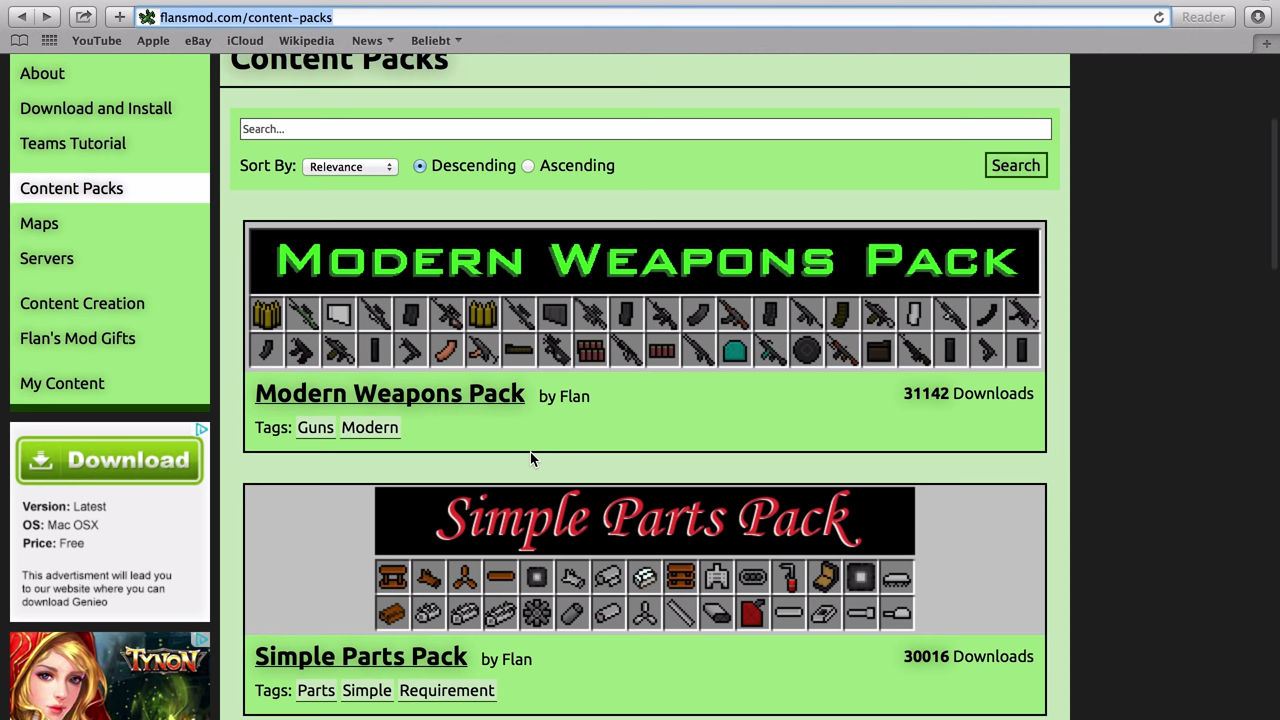 flansmod.com/content-packs
Reader
YouTube
Apple
eBay
iCloud
Wikipedia
News
Beliebt
About
Download and Install
Teams Tutorial
Content Packs
Maps
Servers
Content Creation
Flan's Mod Gifts
My Content
Download
Version: Latest
OS: Mac OSX
Price: Free
This advertisment will lead you
to our website where you can
download Genieo
TYNON
Content Packs
Search...
Sort By: Relevance Descending Ascending
Search
Modern Weapons Pack
Modern Weapons Pack by Flan
31142 Downloads
Tags: Guns Modern
Simple Parts Pack
Simple Parts Pack by Flan
30016 Downloads
Tags: Parts Simple Requirement